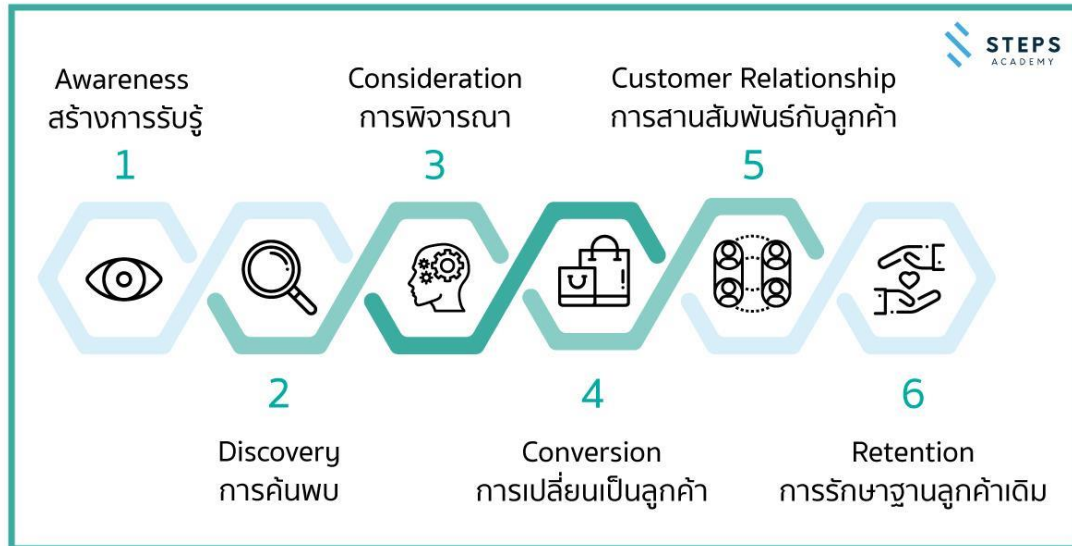 STEPS
ACADEMY
Awareness
สร้างการรับรู้
1
2
Discovery
การค้นพบ
Consideration
การพิจารณา
3
4
Conversion
การเปลี่ยนเป็นลูกค้า
Customer Relationship
การสานสัมพันธ์กับลูกค้า
5
6
Retention
การรักษาฐานลูกค้าเดิม